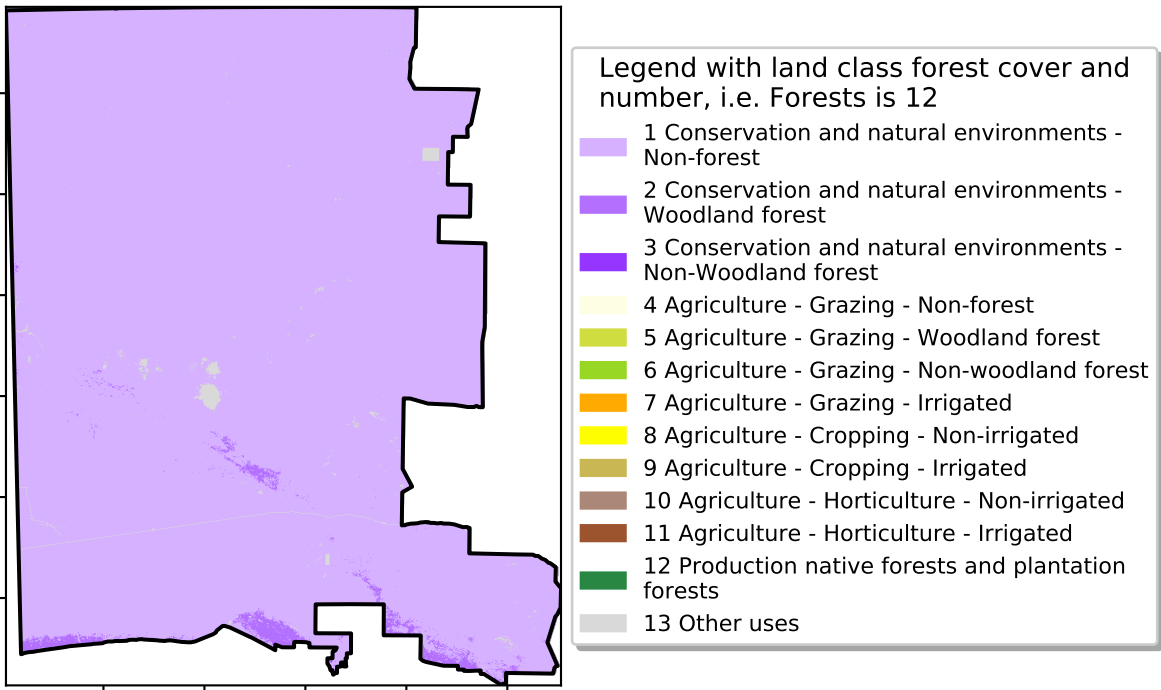 Legend with land class forest cover and
number, i.e. Forests is 12
1 Conservation and natural environments -
Non-forest
2 Conservation and natural environments -
Woodland forest
3 Conservation and natural environments -
Non-Woodland forest
4 Agriculture - Grazing - Non-forest
5 Agriculture - Grazing - Woodland forest
6 Agriculture - Grazing - Non-woodland forest
7 Agriculture - Grazing - Irrigated
8 Agriculture - Cropping - Non-irrigated
9 Agriculture - Cropping - Irrigated
10 Agriculture - Horticulture - Non-irrigated
11 Agriculture - Horticulture - Irrigated
12 Production native forests and plantation
forests
13 Other uses